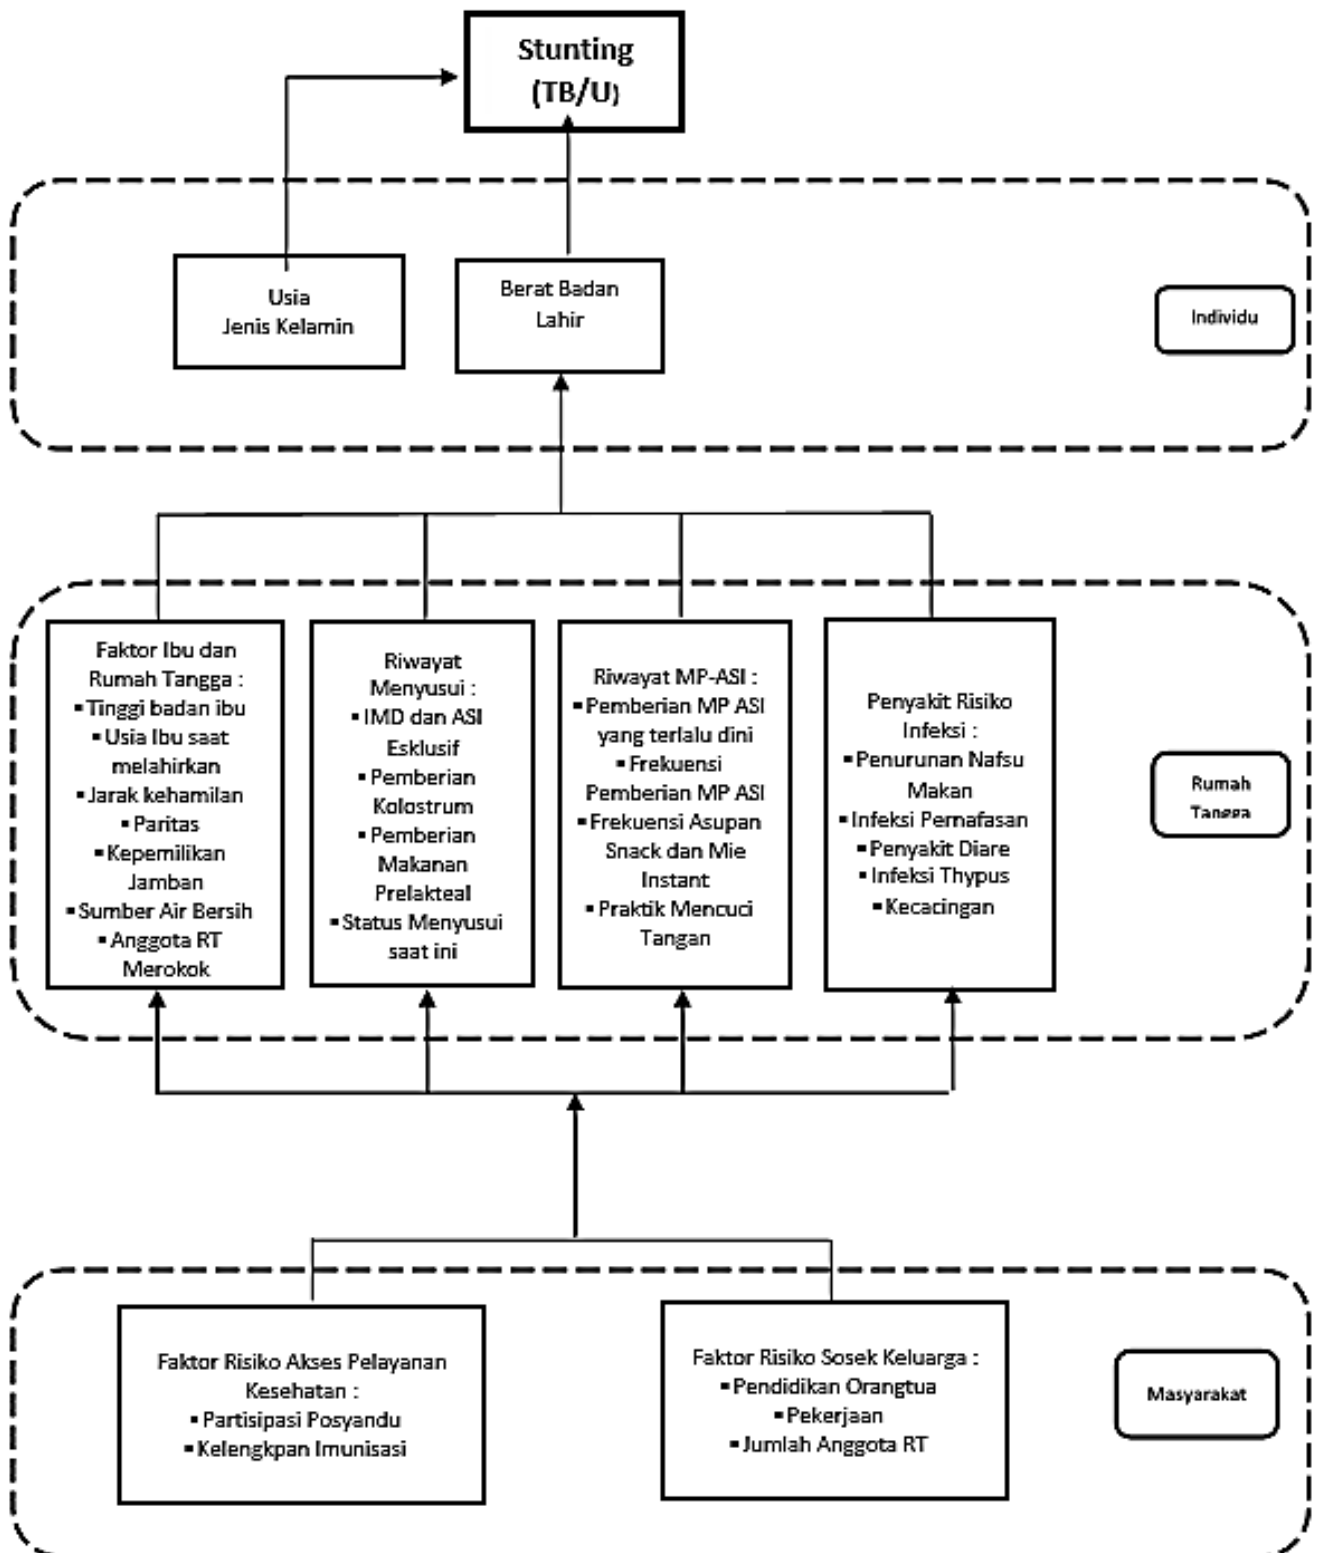 Stunting
(TB/U)
Usia
Jenis Kelamin
Berat Badan
Lahir
Individu
Faktor Ibu dan
Rumah Tangga :
▪Tinggi badan ibu
▪Usia Ibu saat
melahirkan
▪Jarak kehamilan
▪Paritas
▪Kepemilikan
Jamban
▪Sumber Air Bersih
▪Anggota RT
Merokok
Riwayat
Menyusui :
▪IMD dan ASI
Esklusif
▪Pemberian
Kolostrum
▪Pemberian
Makanan
Prelakteal
▪Status Menyusui
saat ini
Riwayat MP-ASI :
▪Pemberian MP ASI
yang terlalu dini
▪Frekuensi
Pemberian MP ASI
▪Frekuensi Asupan
Snack dan Mie
Instant
▪Praktik Mencuci
Tangan
Penyakit Risiko
Infeksi :
▪Penurunan Nafsu
Makan
▪Infeksi Pernafasan
▪Penyakit Diare
▪Infeksi Thypus
▪Kecacingan
Rumah
Tangga
Faktor Risiko Akses Pelayanan
Kesehatan :
▪Partisipasi Posyandu
▪Kelengkpan Imunisasi
Faktor Risiko Sosek Keluarga :
▪Pendidikan Orangtua
▪Pekerjaan
▪Jumlah Anggota RT
Masyarakat